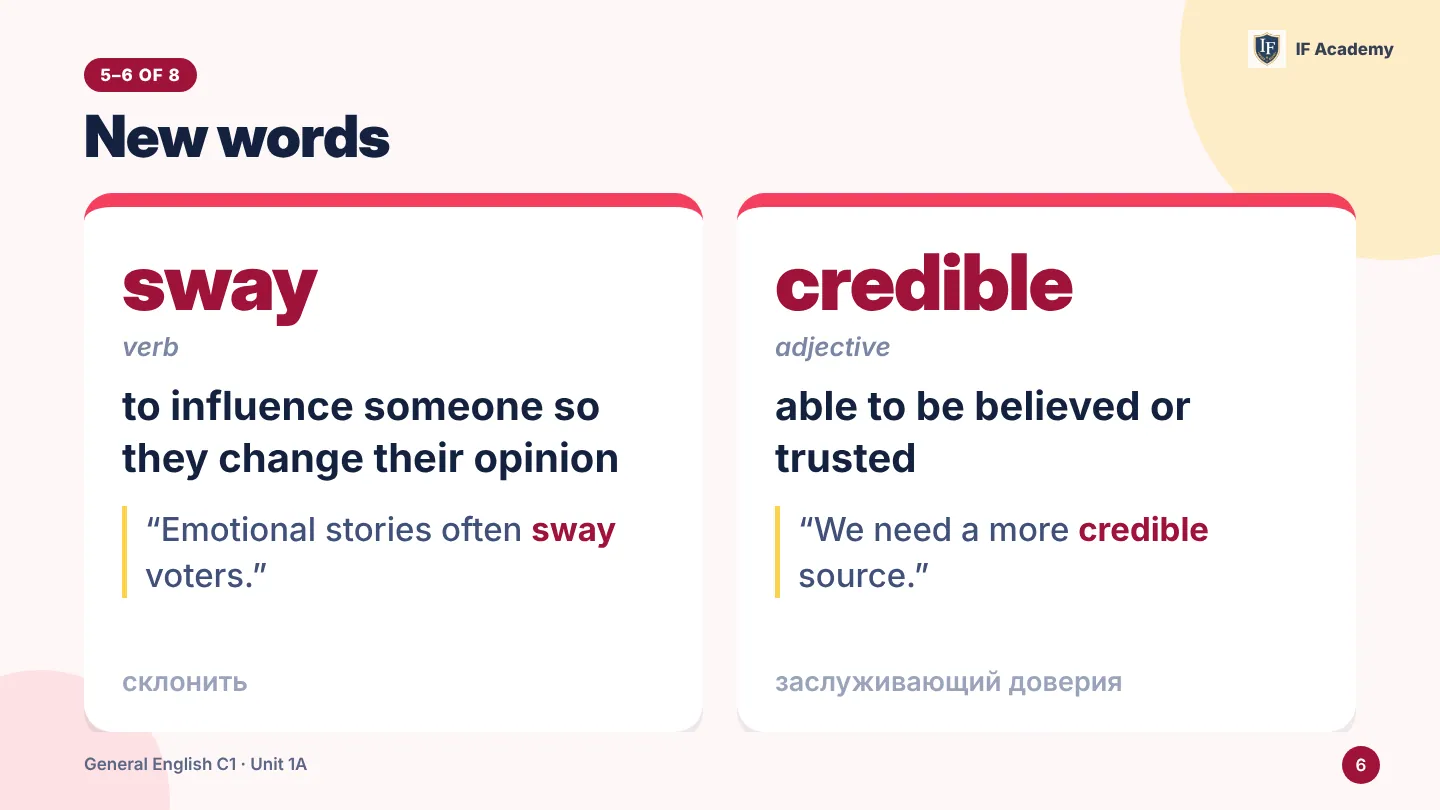 IF
IF Academy
5–6 OF 8
New words
sway
verb
to influence someone so
they change their opinion
“Emotional stories often sway
voters.”
склонить
credible
adjective
able to be believed or
trusted
“We need a more credible
source.”
заслуживающий доверия
General English C1 · Unit 1A
6